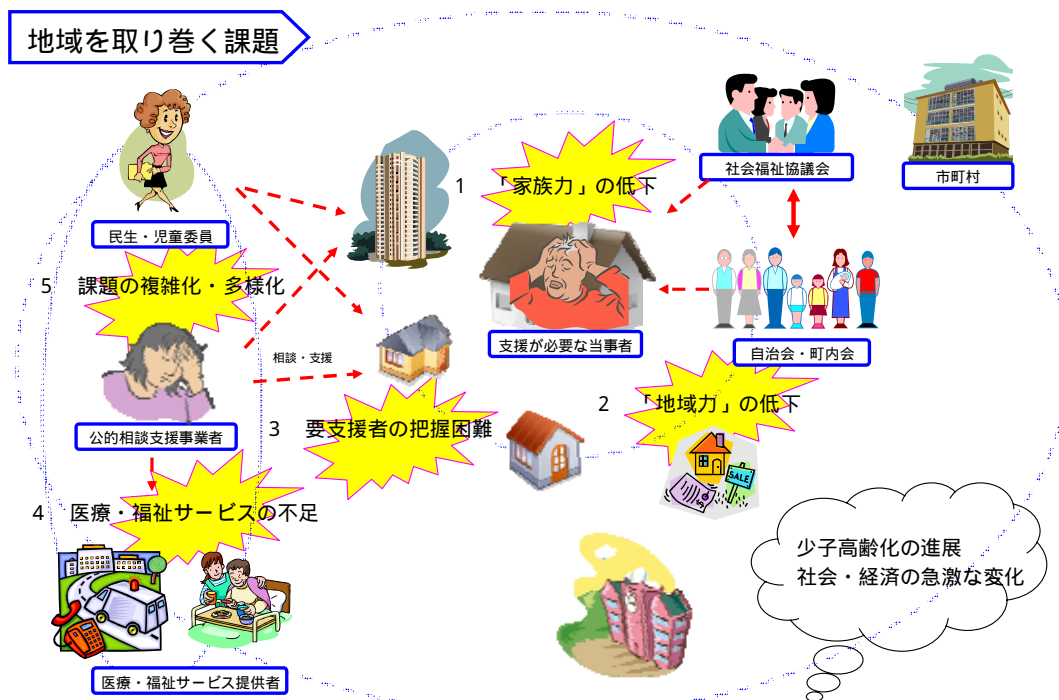 地域を取り巻く課題
社会福祉協議会
市町村
1 「家族力」の低下
民生・児童委員
5 課題の複雑化・多様化
支援が必要な当事者
自治会・町内会
相談・支援
2 「地域力」の低下
公的相談支援事業者
3 要支援者の把握困難
SALE
4 医療・福祉サービスの不足
少子高齢化の進展
社会・経済の急激な変化
医療・福祉サービス提供者